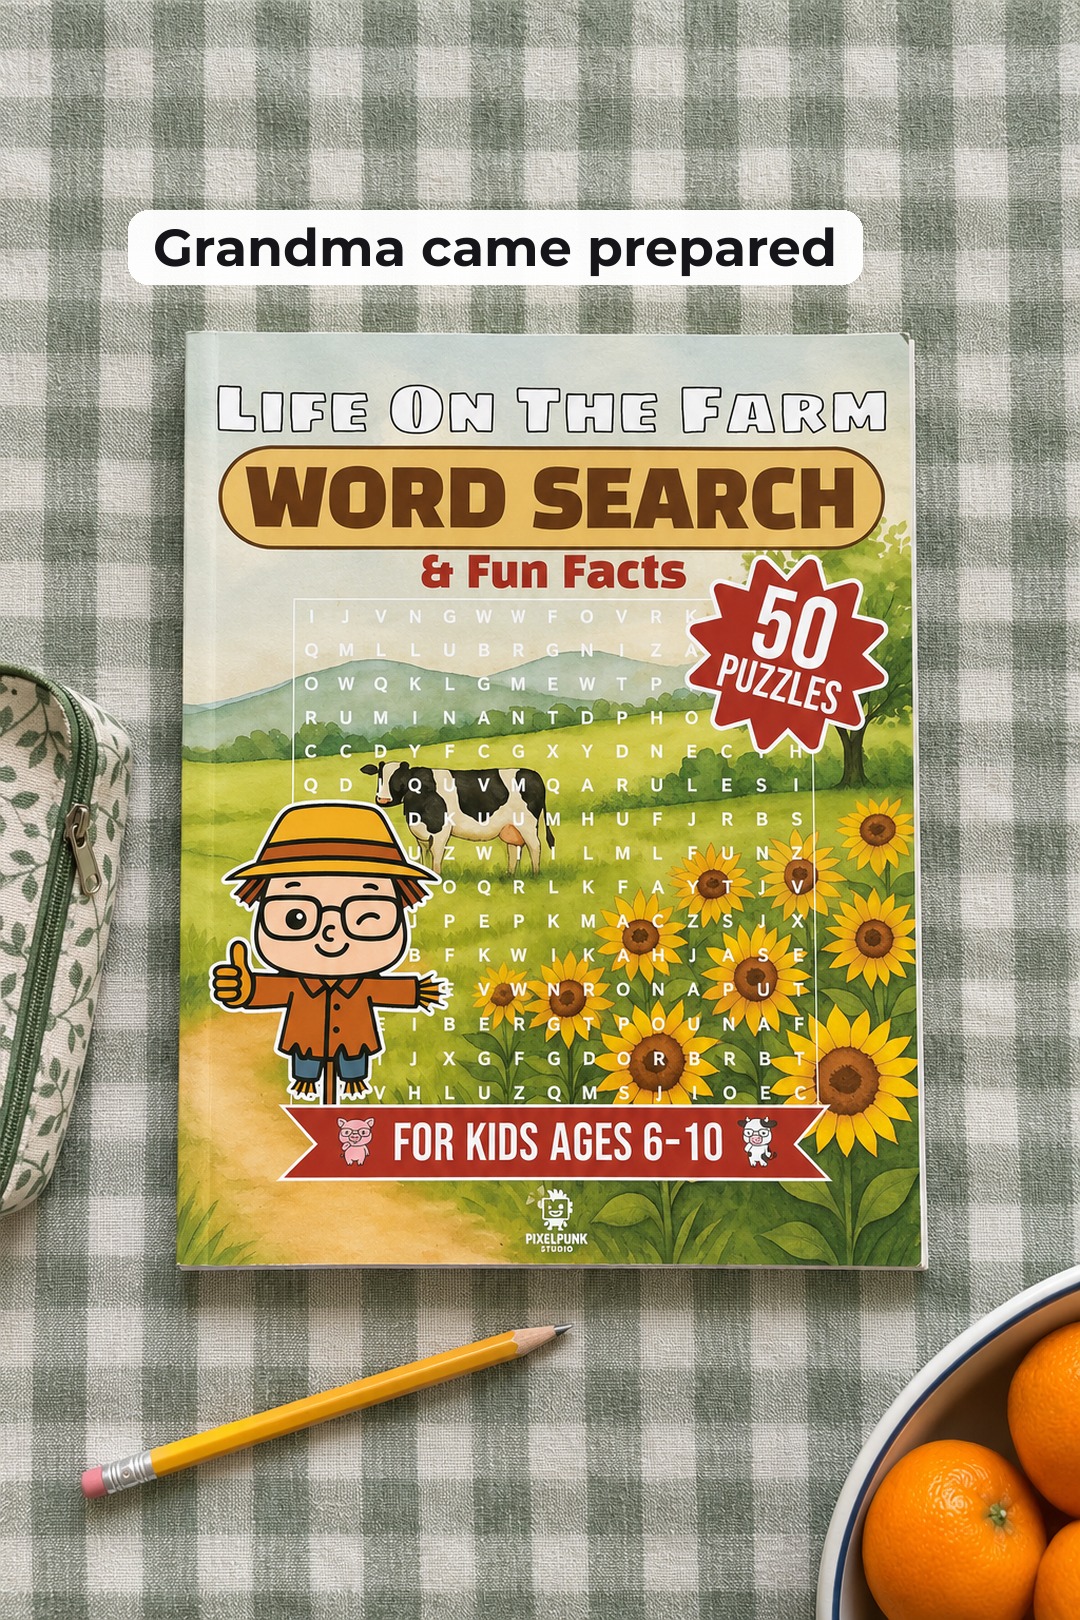 Grandma came prepared
LIFE ON THE FARM
WORD SEARCH
& Fun Facts
50
PUZZLES
I J V N G W W F O V R K
Q M L L U B R G N I Z A
O W Q K L G M E W T P
R U M I N A N T D P H O
C C D Y F C G X Y D N E C Y H
Q D J Q U V M Q A R U L E S I
D K U U M H U F J R B S
U Z W I I L M L F U N Z
O Q R L K F A Y T J V
J P E P K M A C Z S J X
B F K W I K A H J A S E
E V W N R O N A P U T
E I B E R G T P O U N A F
I J X G F G D O R B R B T
V H L U Z Q M S J I O E C
FOR KIDS AGES 6-10
PIXELPUNK
STUDIO